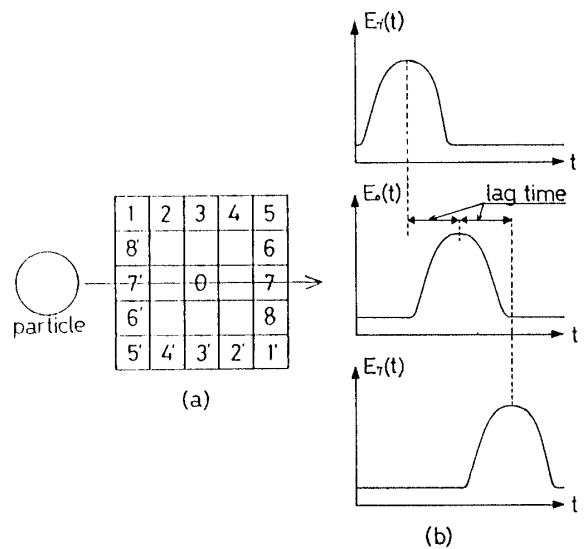 E₇′(t)
t
E₀(t)
lag time
t
1 2 3 4 5
8' 6
7' 0 7
6' 8
5' 4' 3' 2' 1'
particle
(a)
E₇(t)
t
(b)